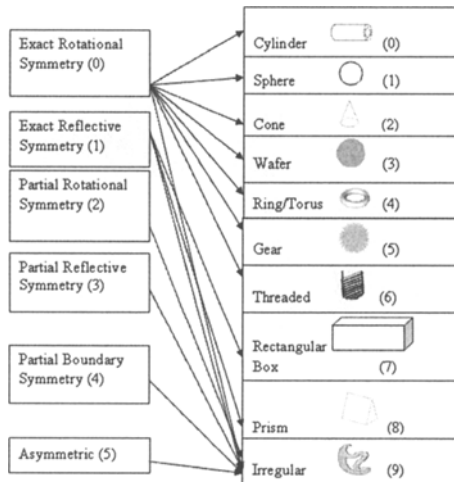 Exact Rotational
Symmetry (0)
Exact Reflective
Symmetry (1)
Partial Rotational
Symmetry (2)
Partial Reflective
Symmetry (3)
Partial Boundary
Symmetry (4)
Asymmetric (5)
Cylinder (0)
Sphere (1)
Cone (2)
Wafer (3)
Ring/Torus (4)
Gear (5)
Threaded (6)
Rectangular
Box (7)
Prism (8)
Irregular (9)